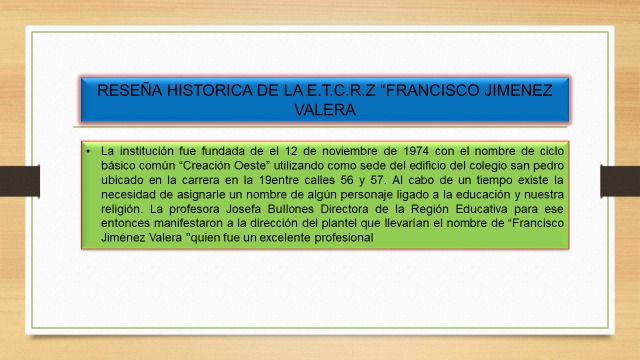 RESEÑA HISTORICA DE LA E.T.C.R.Z “FRANCISCO JIMENEZ
VALERA
• La institución fue fundada de el 12 de noviembre de 1974 con el nombre de ciclo
básico común “Creación Oeste” utilizando como sede del edificio del colegio san pedro
ubicado en la carrera en la 19entre calles 56 y 57. Al cabo de un tiempo existe la
necesidad de asignarle un nombre de algún personaje ligado a la educación y nuestra
religión. La profesora Josefa Bullones Directora de la Región Educativa para ese
entonces manifestaron a la dirección del plantel que llevarían el nombre de “Francisco
Jiménez Valera "quien fue un excelente profesional